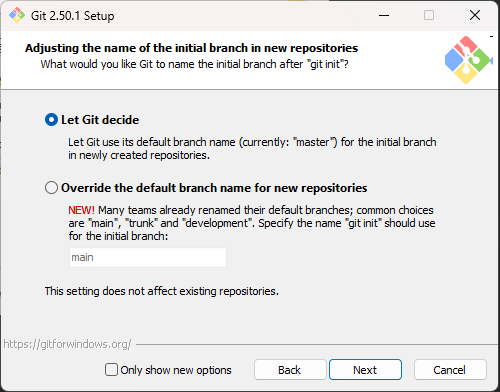 Git 2.50.1 Setup
Adjusting the name of the initial branch in new repositories
What would you like Git to name the initial branch after "git init"?
Let Git decide
Let Git use its default branch name (currently: "master") for the initial branch
in newly created repositories.
Override the default branch name for new repositories
NEW! Many teams already renamed their default branches; common choices
are "main", "trunk" and "development". Specify the name "git init" should use
for the initial branch:
main
This setting does not affect existing repositories.
https://gitforwindows.org/
Only show new options
Back
Next
Cancel